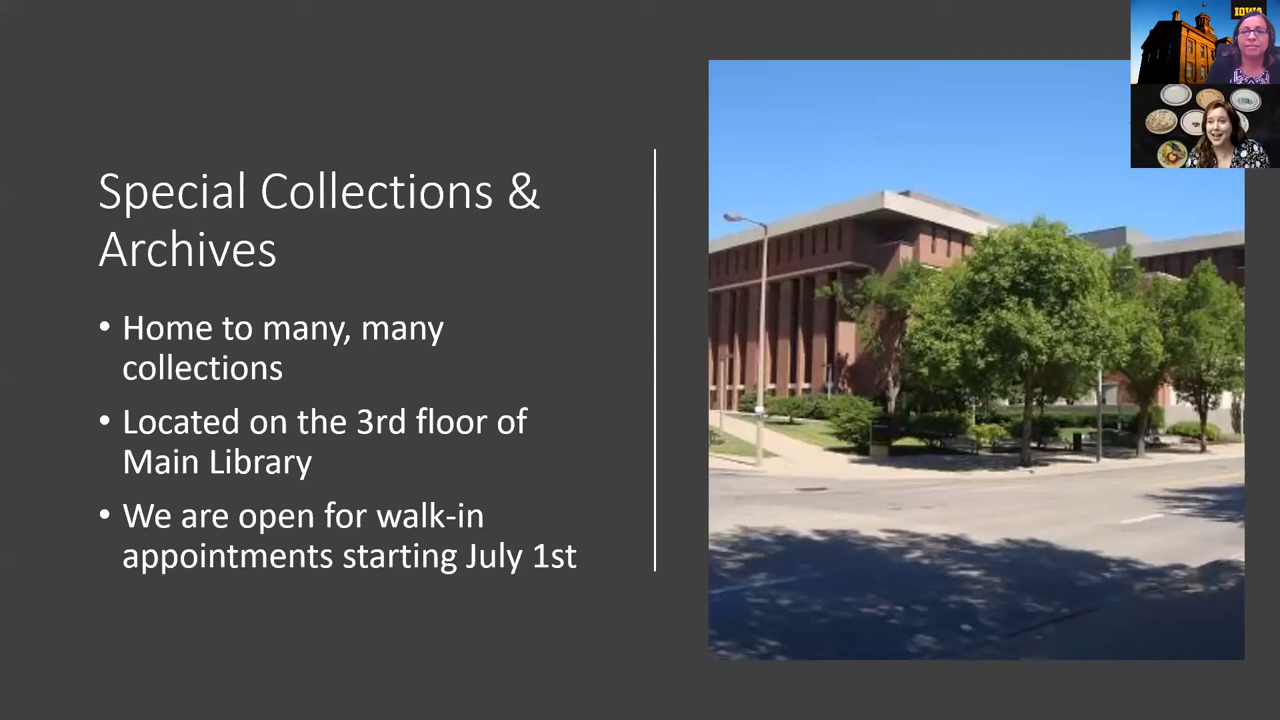 IOWA
Special Collections &
Archives
• Home to many, many
collections
• Located on the 3rd floor of
Main Library
• We are open for walk-in
appointments starting July 1st